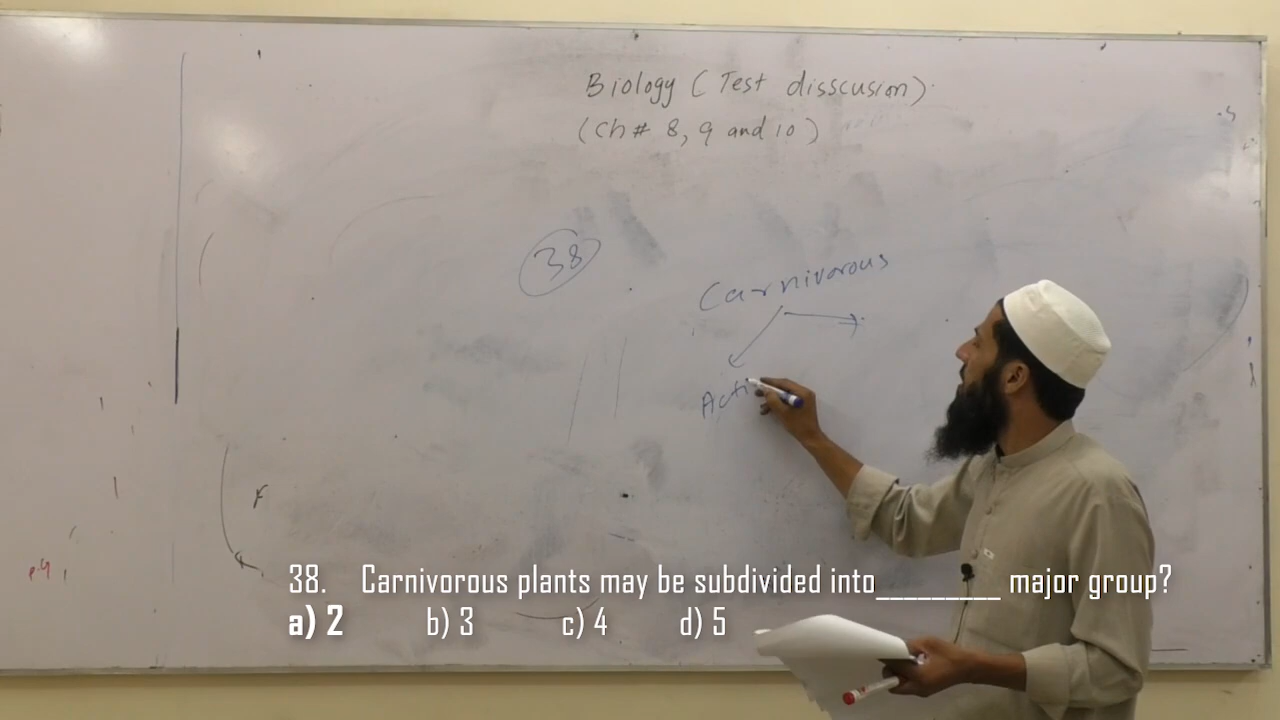 Biology (Test disscusion).
(Ch# 8, 9 and 10)
38
Carnivorous
Acti
38. Carnivorous plants may be subdivided into_________ major group?
a) 2 b) 3 c) 4 d) 5